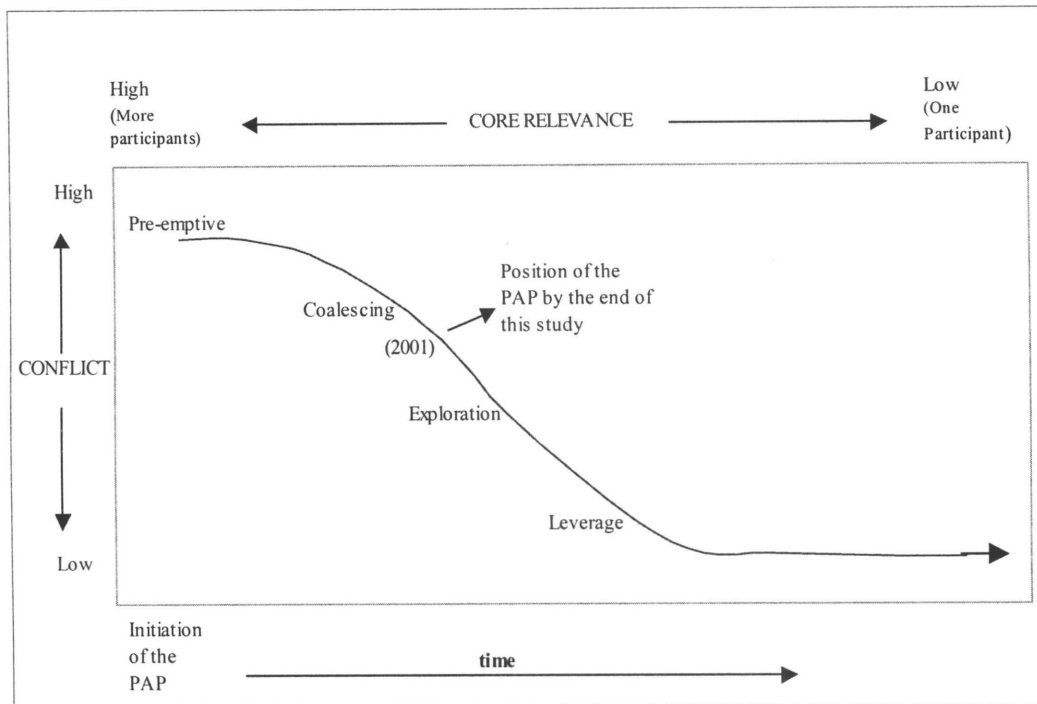 High
(More
participants)
CORE RELEVANCE
Low
(One
Participant)
High
Pre-emptive
Position of the
PAP by the end of
this study
Coalescing
(2001)
CONFLICT
Exploration
Leverage
Low
Initiation
of the
PAP
time